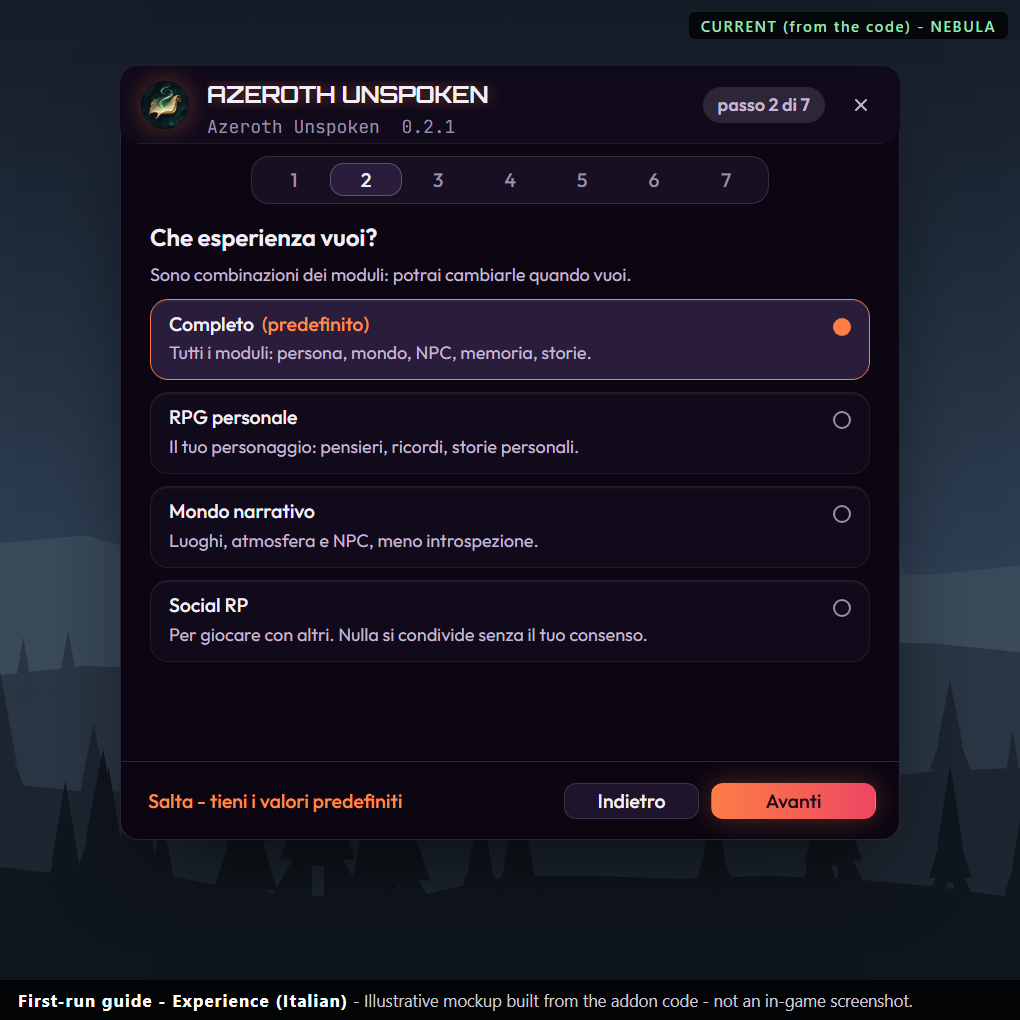 CURRENT (from the code) - NEBULA
AZEROTH UNSPOKEN
Azeroth Unspoken 0.2.1
passo 2 di 7
1 2 3 4 5 6 7
Che esperienza vuoi?
Sono combinazioni dei moduli: potrai cambiarle quando vuoi.
Completo (predefinito)
Tutti i moduli: persona, mondo, NPC, memoria, storie.
RPG personale
Il tuo personaggio: pensieri, ricordi, storie personali.
Mondo narrativo
Luoghi, atmosfera e NPC, meno introspezione.
Social RP
Per giocare con altri. Nulla si condivide senza il tuo consenso.
Salta - tieni i valori predefiniti
Indietro
Avanti
First-run guide - Experience (Italian) - Illustrative mockup built from the addon code - not an in-game screenshot.